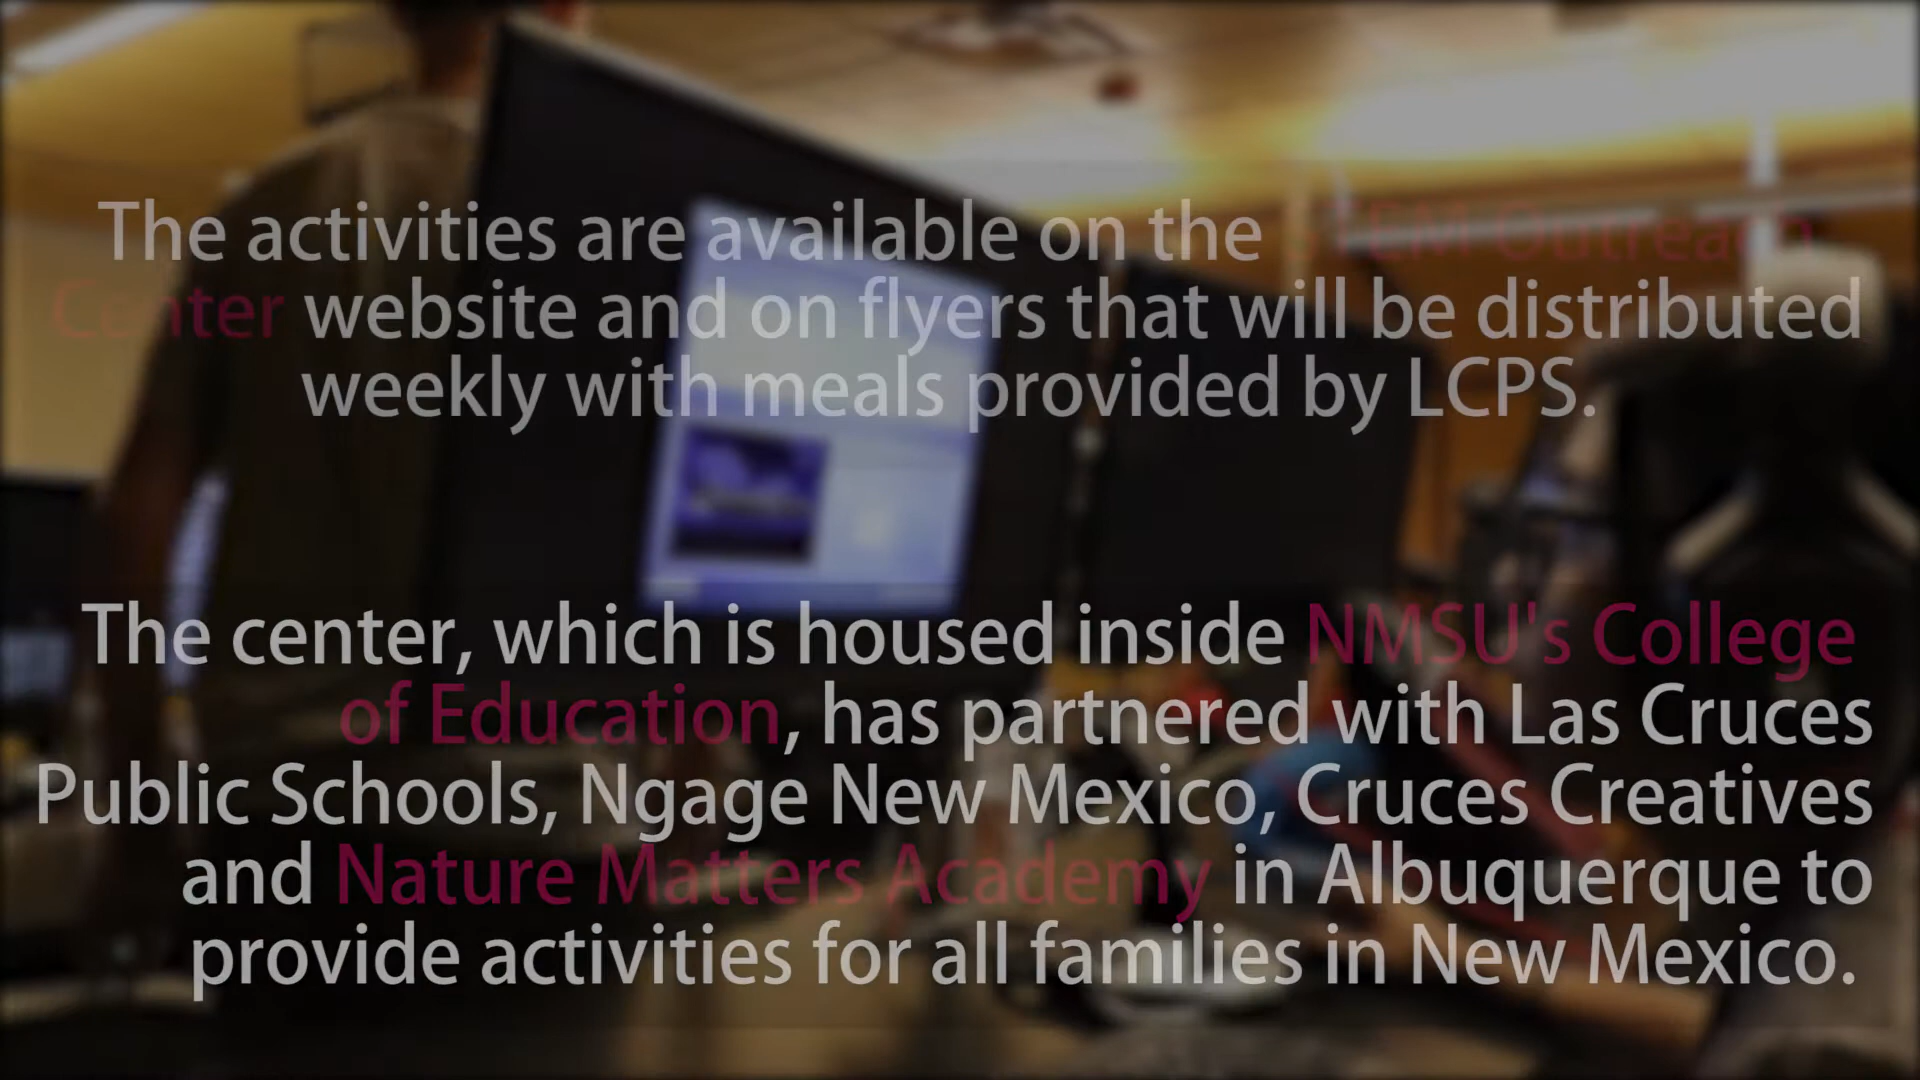 The activities are available on the STEM Outreach
Center website and on flyers that will be distributed
weekly with meals provided by LCPS.
The center, which is housed inside NMSU's College
of Education, has partnered with Las Cruces
Public Schools, Ngage New Mexico, Cruces Creatives
and Nature Matters Academy in Albuquerque to
provide activities for all families in New Mexico.